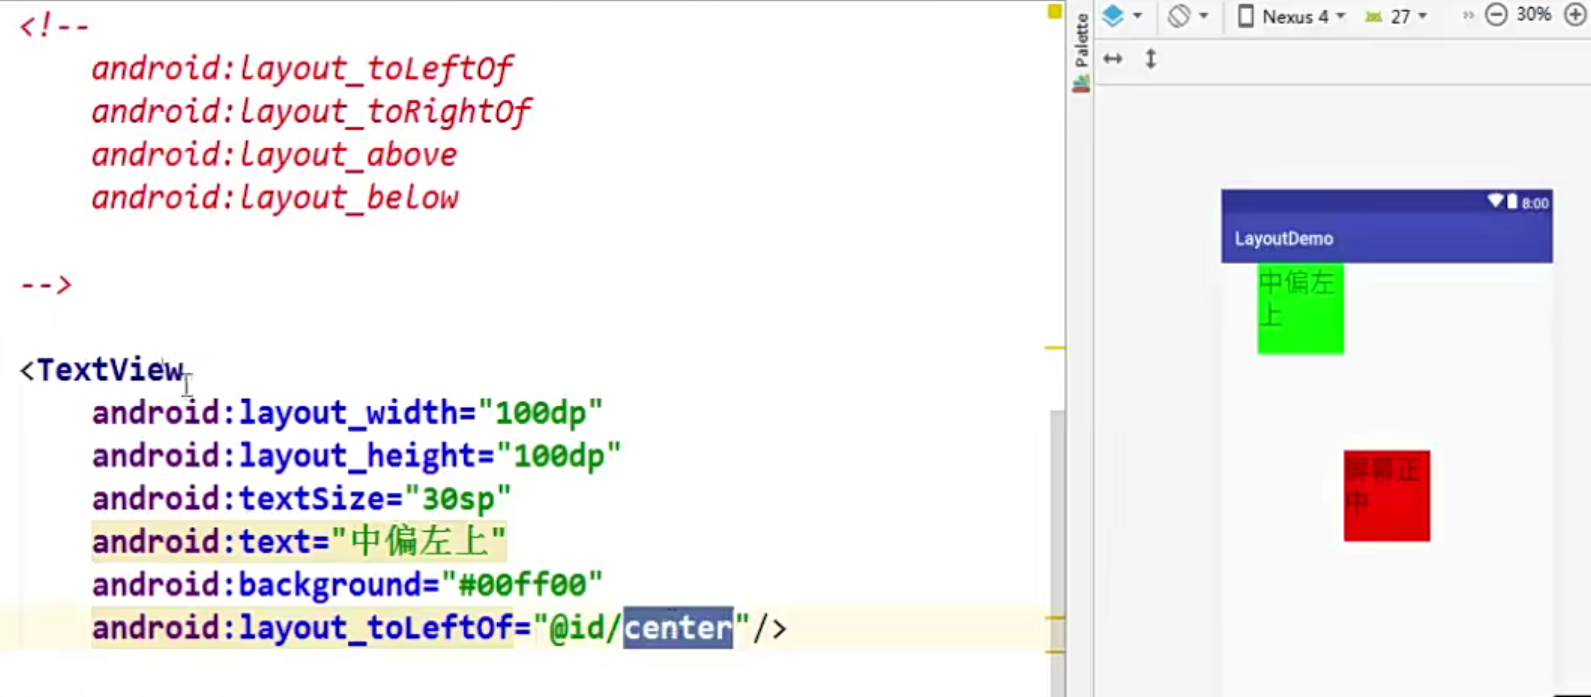 <!--
android:layout_toLeftOf
android:layout_toRightOf
android:layout_above
android:layout_below
-->
<TextView
android:layout_width="100dp"
android:layout_height="100dp"
android:textSize="30sp"
android:text="中偏左上"
android:background="#00ff00"
android:layout_toLeftOf="@id/center"/>
Palette
Nexus 4
27
30%
8:00
LayoutDemo
中偏左
上
屏幕正
中